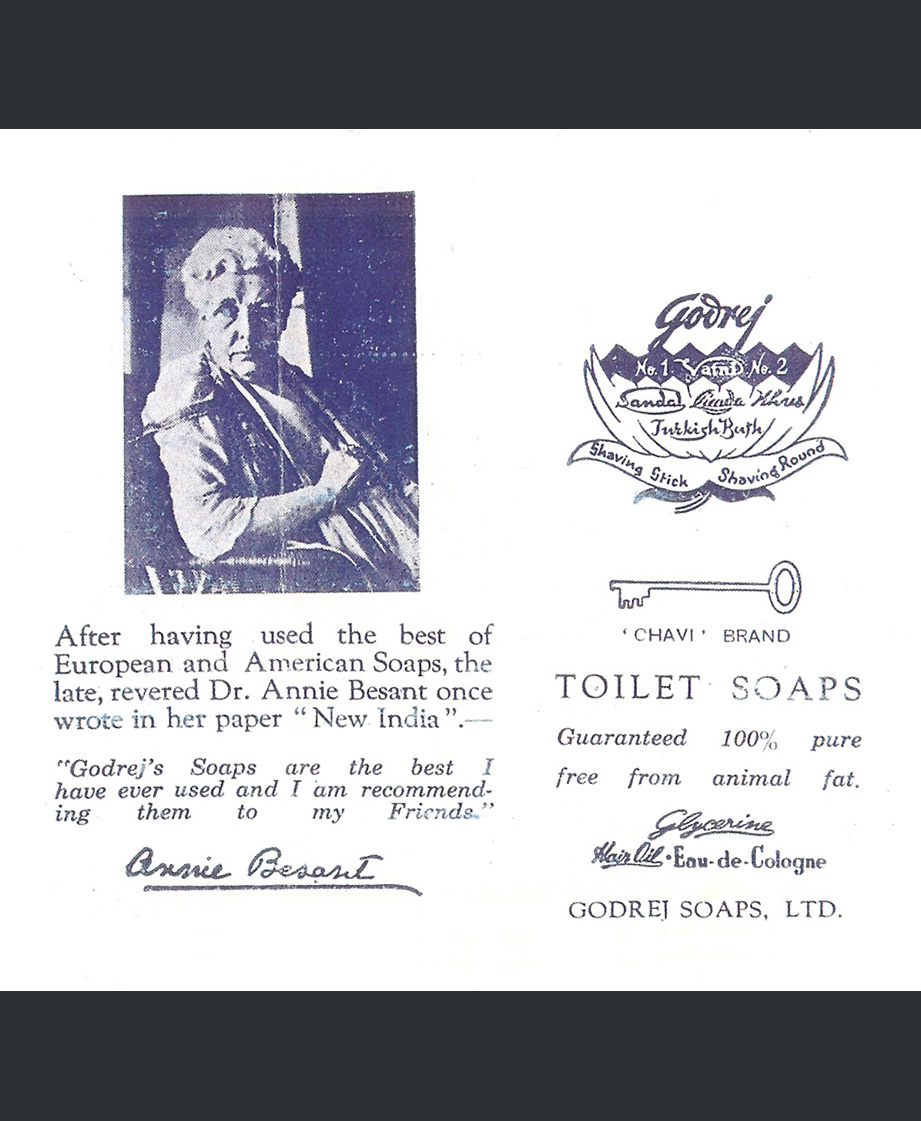 After having used the best of
European and American Soaps, the
late, revered Dr. Annie Besant once
wrote in her paper "New India".—
"Godrej's Soaps are the best I
have ever used and I am recommend-
ing them to my Friends."
Annie Besant
Godrej
No. 1 Vatni No. 2
Sandal Limda Khus
Turkish Bath
Shaving Stick Shaving Round
'CHAVI' BRAND
TOILET SOAPS
Guaranteed 100% pure
free from animal fat.
Glycerine
Hair Oil • Eau-de-Cologne
GODREJ SOAPS, LTD.